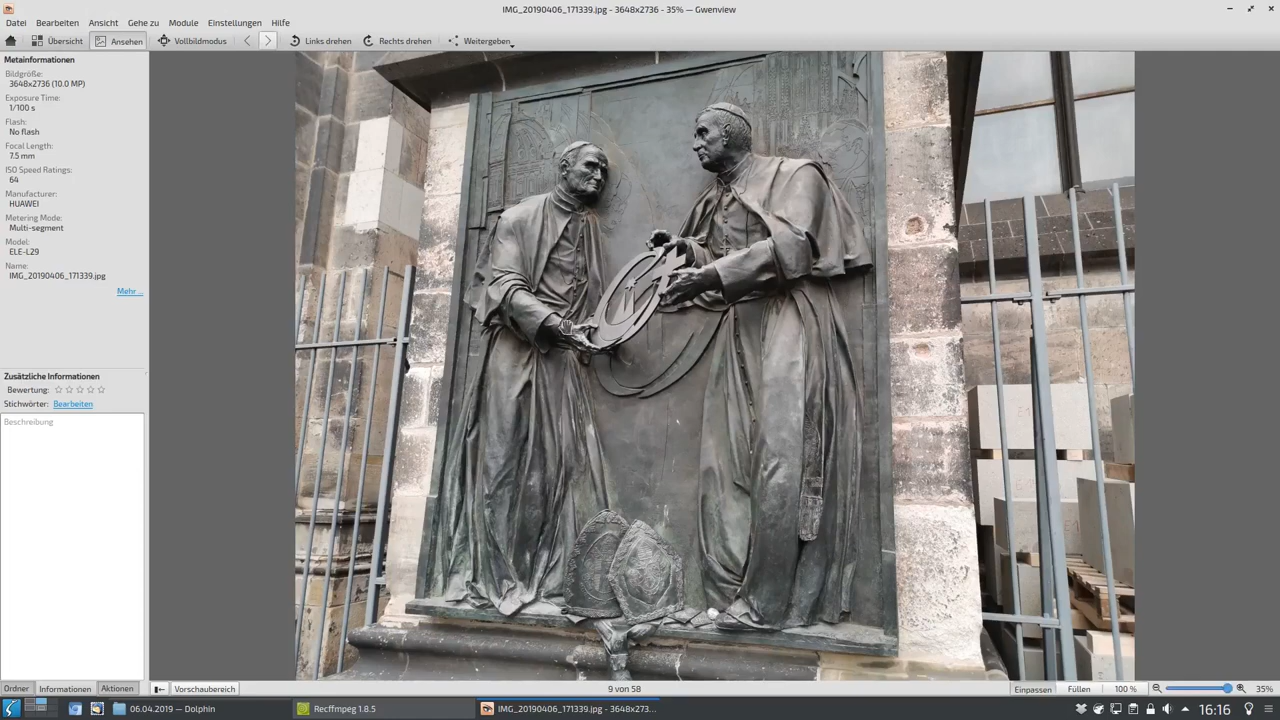 IMG_20190406_171339.jpg - 3648x2736 - 35% — Gwenview
Datei Bearbeiten Ansicht Gehe zu Module Einstellungen Hilfe
Übersicht Ansehen Vollbildmodus Links drehen Rechts drehen Weitergeben
Metainformationen
Bildgröße:
3648x2736 (10.0 MP)
Exposure Time:
1/100 s
Flash:
No flash
Focal Length:
7.5 mm
ISO Speed Ratings:
64
Manufacturer:
HUAWEI
Metering Mode:
Multi-segment
Model:
ELE-L29
Name:
IMG_20190406_171339.jpg
Mehr ...
Zusätzliche Informationen
Bewertung:
Stichwörter: Bearbeiten
Beschreibung
E1
E1
Ordner Informationen Aktionen Vorschaubereich 9 von 58 Einpassen Füllen 100 % 35%
06.04.2019 — Dolphin Recffmpeg 1.8.5 IMG_20190406_171339.jpg - 3648x273... 16:16